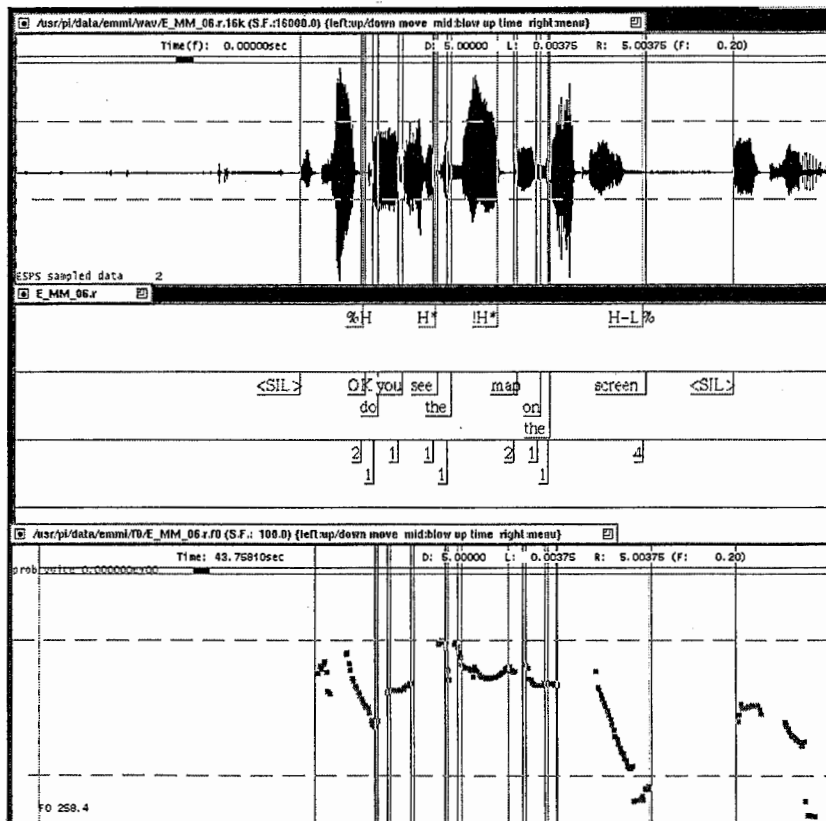 /usr/pi/data/emmi/wav/E_MM_06.r.16k (S.F.:16000.0) {left:up/down move mid:blow up time right:menu}
Time(f): 0.00000sec D: 5.00000 L: 0.00375 R: 5.00375 (F: 0.20)
ESPS sampled data 2
E_MM_06.r
%H H* !H* H-L%
<SIL> OK you see map screen <SIL>
do the on
the
2 1 1 2 1 4
1 1 1
/usr/pi/data/emmi/f0/E_MM_06.r.f0 (S.F.: 100.0) {left:up/down move mid:blow up time right:menu}
Time: 43.75810sec D: 5.00000 L: 0.00375 R: 5.00375 (F: 0.20)
F0 258.4